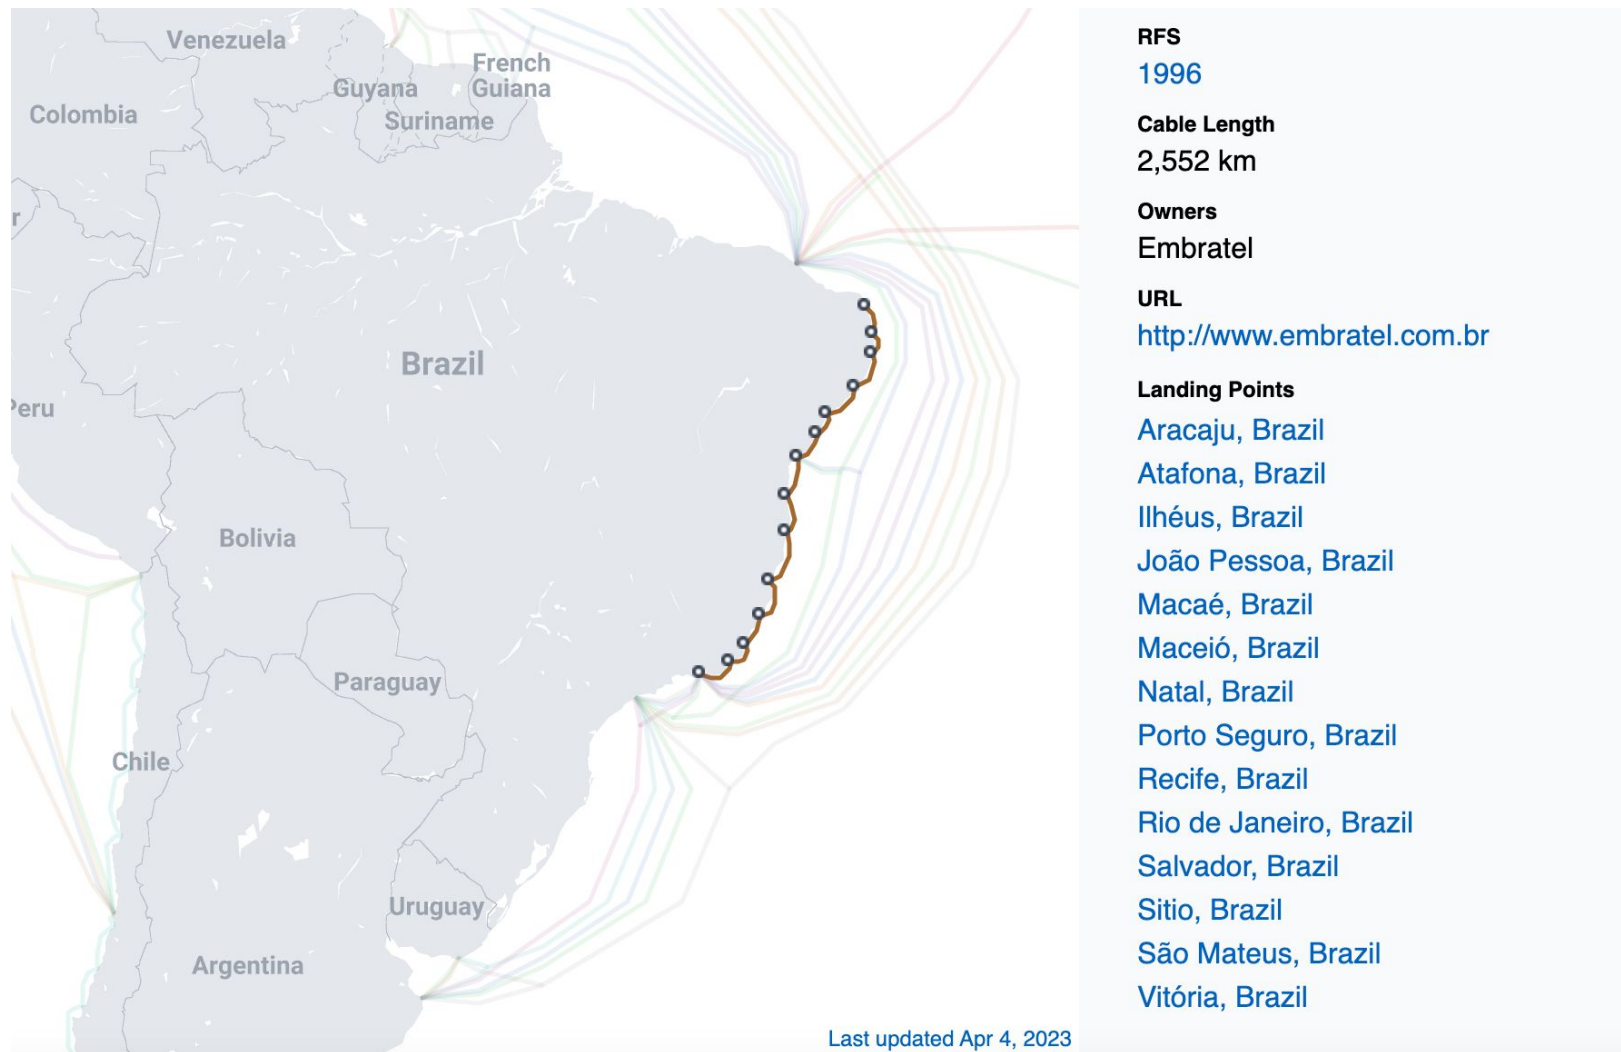 Venezuela
French
Guiana
Guyana
Colombia
Suriname
r
Brazil
Peru
Bolivia
Paraguay
Chile
Uruguay
Argentina
Last updated Apr 4, 2023
RFS
1996
Cable Length
2,552 km
Owners
Embratel
URL
http://www.embratel.com.br
Landing Points
Aracaju, Brazil
Atafona, Brazil
Ilhéus, Brazil
João Pessoa, Brazil
Macaé, Brazil
Maceió, Brazil
Natal, Brazil
Porto Seguro, Brazil
Recife, Brazil
Rio de Janeiro, Brazil
Salvador, Brazil
Sitio, Brazil
São Mateus, Brazil
Vitória, Brazil